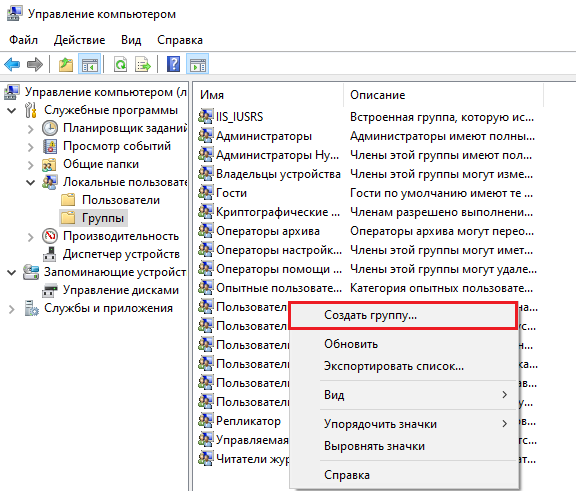 Управление компьютером
Файл Действие Вид Справка
Управление компьютером (л
Служебные программы
Планировщик заданий
Просмотр событий
Общие папки
Локальные пользовате
Пользователи
Группы
Производительность
Диспетчер устройств
Запоминающие устройст
Управление дисками
Службы и приложения
Имя Описание
IIS_IUSRS Встроенная группа, которую ис...
Администраторы Администраторы имеют полны...
Администраторы Hy... Члены этой группы имеют пол...
Владельцы устройства Члены этой группы могут изме...
Гости Гости по умолчанию имеют те ...
Криптографические ... Членам разрешено выполнени...
Операторы архива Операторы архива могут перео...
Операторы настройк... Члены этой группы могут имет...
Операторы помощи ... Члены этой группы могут удале...
Опытные пользовате... Категория опытных пользовате...
Пользовател
Пользовател
Пользовател
Пользовател
Пользовател
Пользовател
Репликатор
Управляемая
Читатели жур
Создать группу...
Обновить
Экспортировать список...
Вид
Упорядочить значки
Выровнять значки
Справка